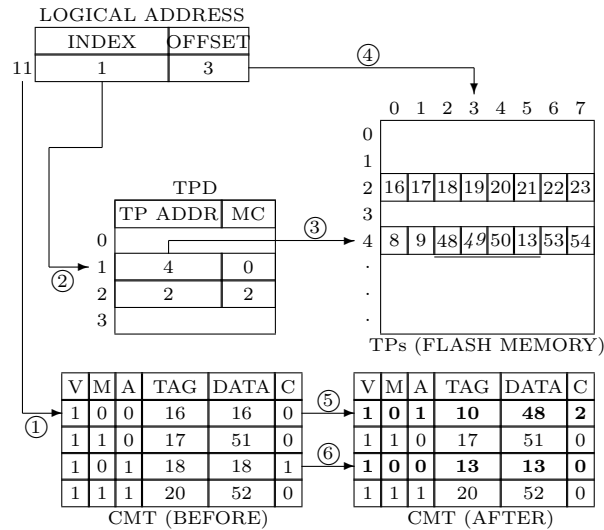 LOGICAL ADDRESS
INDEX OFFSET
11 1 3
④
0 1 2 3 4 5 6 7
0
1
2 16 17 18 19 20 21 22 23
3
4 8 9 48 49 50 13 53 54
.
.
.
TPs (FLASH MEMORY)
TPD
TP ADDR MC
0
1 4 0
2 2 2
3
②
③
①
V M A TAG DATA C
1 0 0 16 16 0
1 1 0 17 51 0
1 0 1 18 18 1
1 1 1 20 52 0
CMT (BEFORE)
⑤
⑥
V M A TAG DATA C
1 0 1 10 48 2
1 1 0 17 51 0
1 0 0 13 13 0
1 1 1 20 52 0
CMT (AFTER)